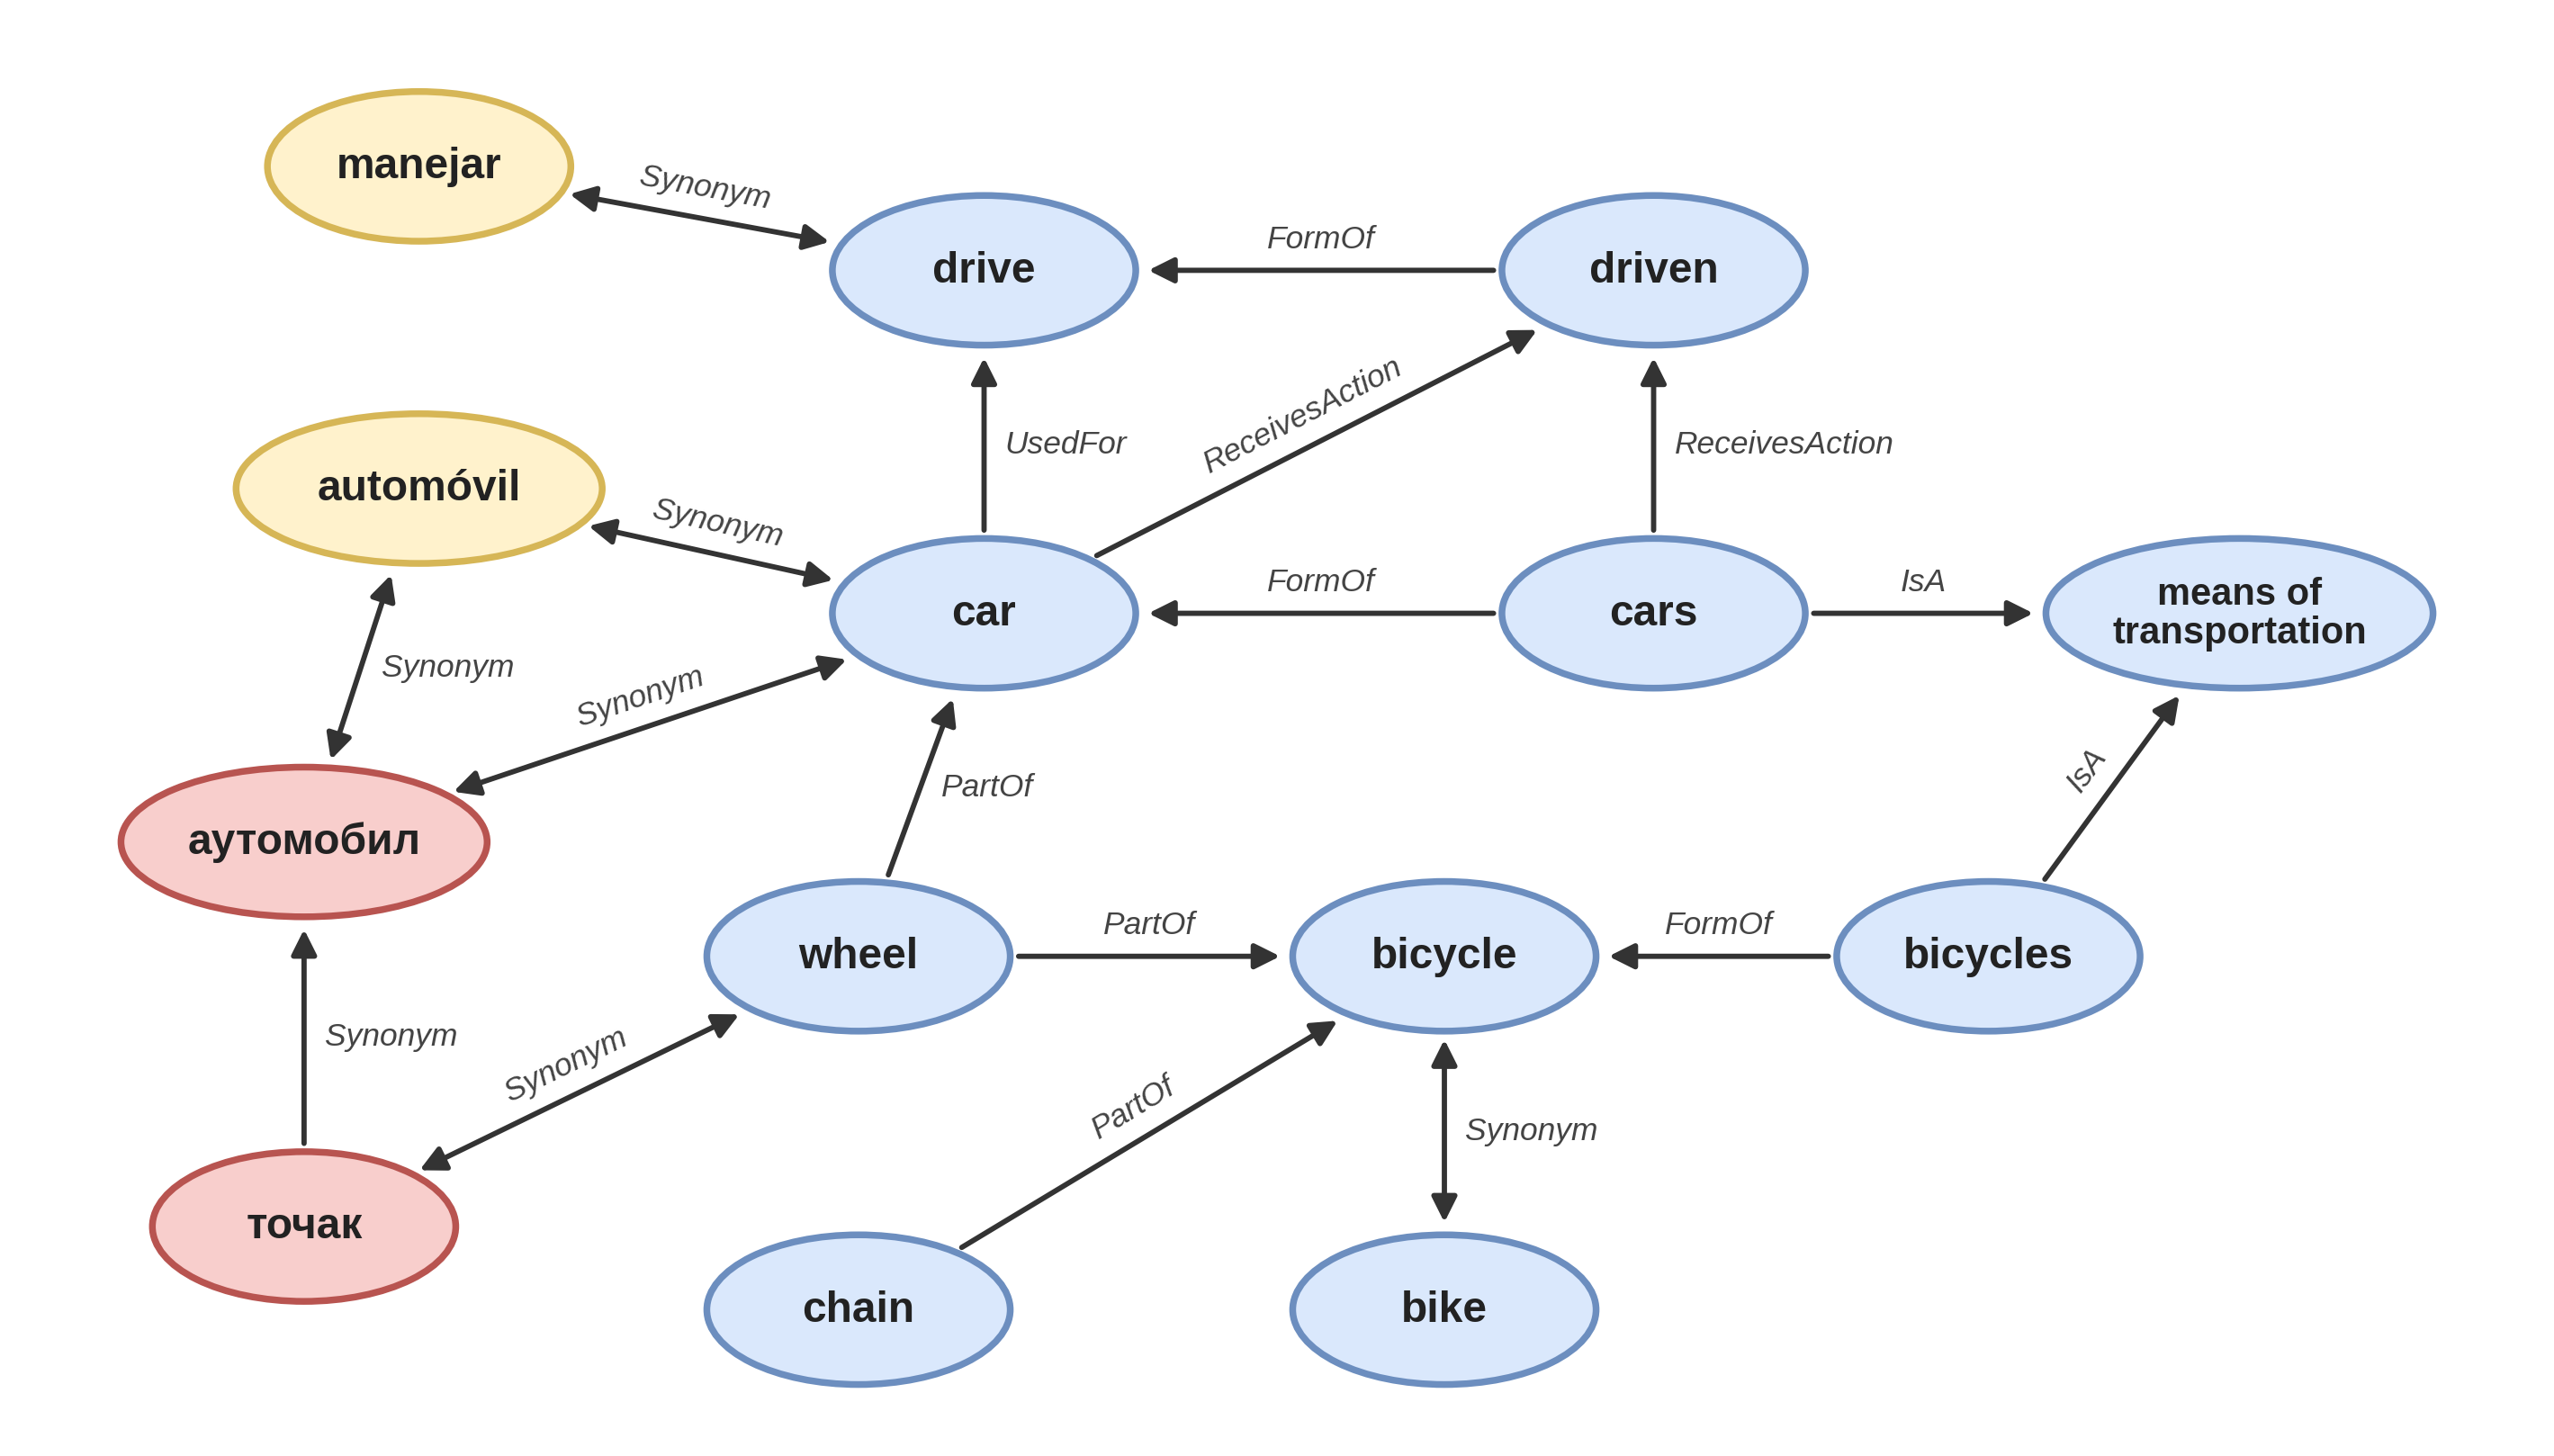 manejar
Synonym
drive
FormOf
driven
UsedFor
ReceivesAction
ReceivesAction
automóvil
Synonym
car
FormOf
cars
IsA
means of
transportation
Synonym
Synonym
PartOf
IsA
аутомобил
wheel
PartOf
bicycle
FormOf
bicycles
Synonym
Synonym
PartOf
Synonym
точак
chain
bike